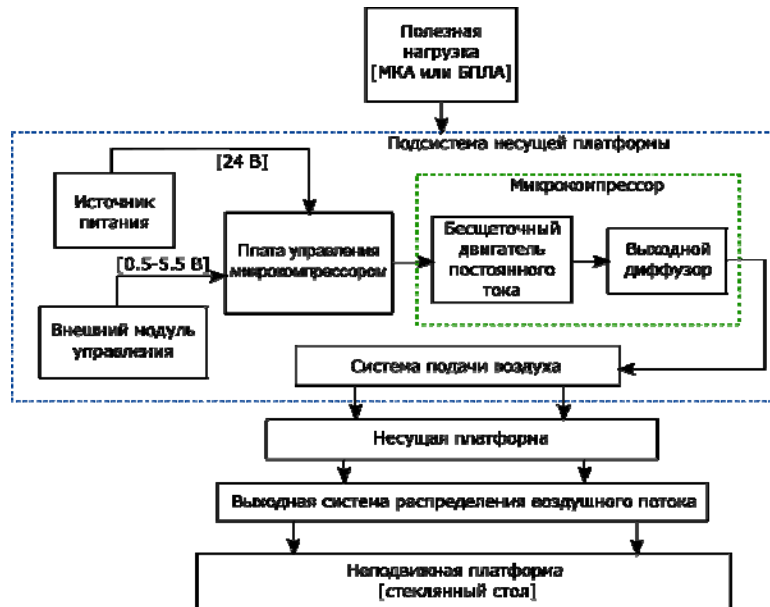 Полезная
нагрузка
[МКА или БПЛА]
Подсистема несущей платформы
[24 В]
Микрокомпрессор
Источник
питания
Бесщеточный
двигатель
постоянного
тока
Выходной
диффузор
Плата управления
микрокомпрессором
[0.5-5.5 В]
Внешний модуль
управления
Система подачи воздуха
Несущая платформа
Выходная система распределения воздушного потока
Неподвижная платформа
[стеклянный стол]